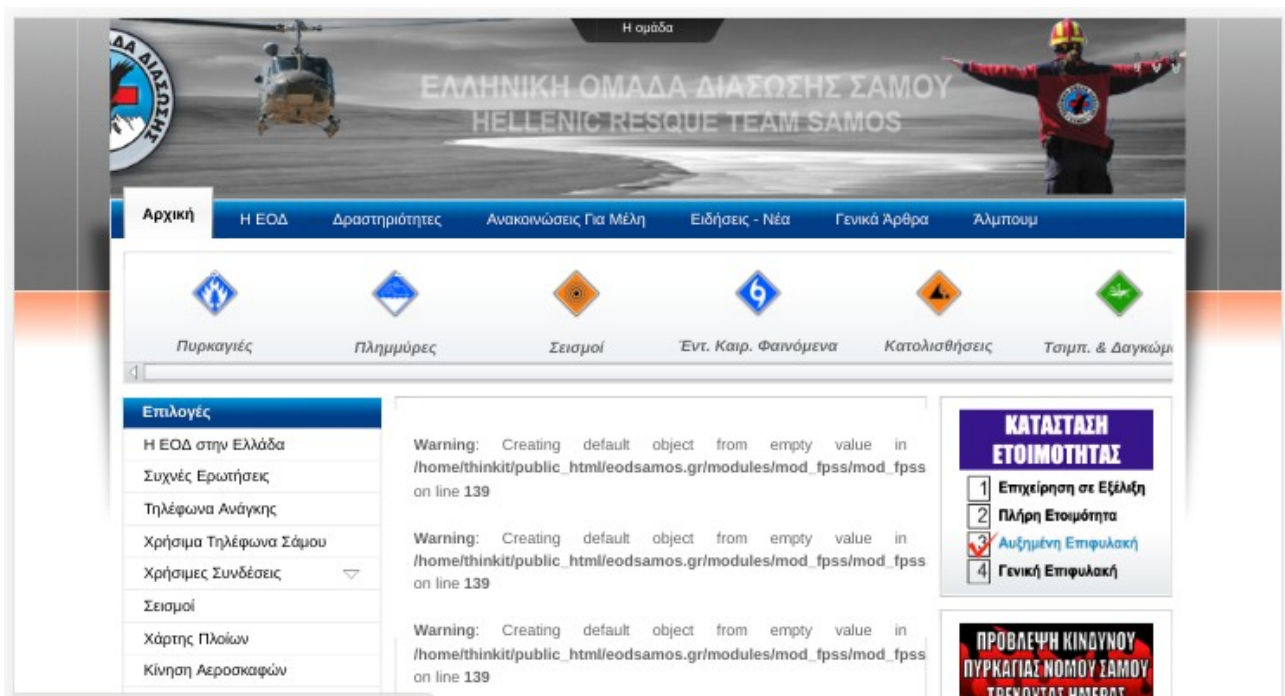 Η ομάδα
ΟΜΑΔΑ ΔΙΑΣΩΣΗΣ
ΕΛΛΗΝΙΚΗ ΟΜΑΔΑ ΔΙΑΣΩΣΗΣ ΣΑΜΟΥ
HELLENIC RESQUE TEAM SAMOS
Αρχική Η ΕΟΔ Δραστηριότητες Ανακοινώσεις Για Μέλη Ειδήσεις - Νέα Γενικά Άρθρα Άλμπουμ
Πυρκαγιές Πλημμύρες Σεισμοί Έντ. Καιρ. Φαινόμενα Κατολισθήσεις Τσιμπ. & Δαγκώμ
Επιλογές
Η ΕΟΔ στην Ελλάδα
Συχνές Ερωτήσεις
Τηλέφωνα Ανάγκης
Χρήσιμα Τηλέφωνα Σάμου
Χρήσιμες Συνδέσεις
Σεισμοί
Χάρτης Πλοίων
Κίνηση Αεροσκαφών
Warning: Creating default object from empty value in
/home/thinkit/public_html/eodsamos.gr/modules/mod_fpss/mod_fpss
on line 139
Warning: Creating default object from empty value in
/home/thinkit/public_html/eodsamos.gr/modules/mod_fpss/mod_fpss
on line 139
Warning: Creating default object from empty value in
/home/thinkit/public_html/eodsamos.gr/modules/mod_fpss/mod_fpss
on line 139
ΚΑΤΑΣΤΑΣΗ
ΕΤΟΙΜΟΤΗΤΑΣ
1 Επιχείρηση σε Εξέλιξη
2 Πλήρη Ετοιμότητα
3 Αυξημένη Επιφυλακή
4 Γενική Επιφυλακή
ΠΡΟΒΛΕΨΗ ΚΙΝΔΥΝΟΥ
ΠΥΡΚΑΓΙΑΣ ΝΟΜΟΥ ΣΑΜΟΥ
ΤΡΕΧΟΥΣΑΣ ΗΜΕΡΑΣ